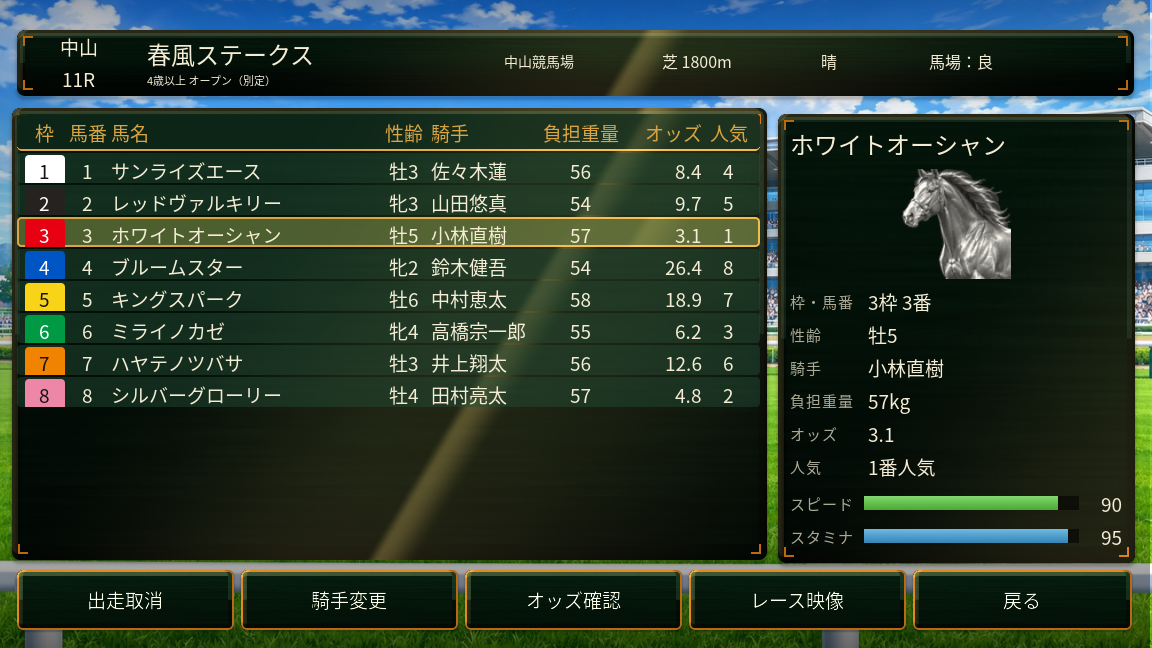 中山 11R
春風ステークス
4歳以上 オープン（別定）
中山競馬場 芝 1800m 晴 馬場：良
枠 馬番 馬名 性齢 騎手 負担重量 オッズ 人気
1 1 サンライズエース 牡3 佐々木蓮 56 8.4 4
2 2 レッドヴァルキリー 牝3 山田悠真 54 9.7 5
3 3 ホワイトオーシャン 牡5 小林直樹 57 3.1 1
4 4 ブルームスター 牝2 鈴木健吾 54 26.4 8
5 5 キングスパーク 牡6 中村恵太 58 18.9 7
6 6 ミライノカゼ 牝4 高橋宗一郎 55 6.2 3
7 7 ハヤテノツバサ 牡3 井上翔太 56 12.6 6
8 8 シルバーグローリー 牡4 田村亮太 57 4.8 2
ホワイトオーシャン
枠・馬番 3枠 3番
性齢 牡5
騎手 小林直樹
負担重量 57kg
オッズ 3.1
人気 1番人気
スピード 90
スタミナ 95
出走取消 騎手変更 オッズ確認 レース映像 戻る